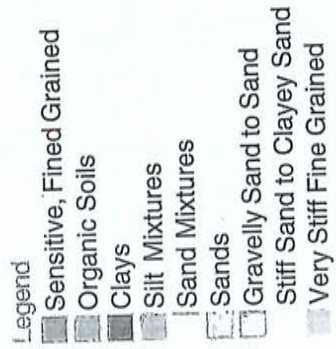 Legend
Sensitive, Fined Grained
Organic Soils
Clays
Silt Mixtures
Sand Mixtures
Sands
Gravelly Sand to Sand
Stiff Sand to Clayey Sand
Very Stiff Fine Grained